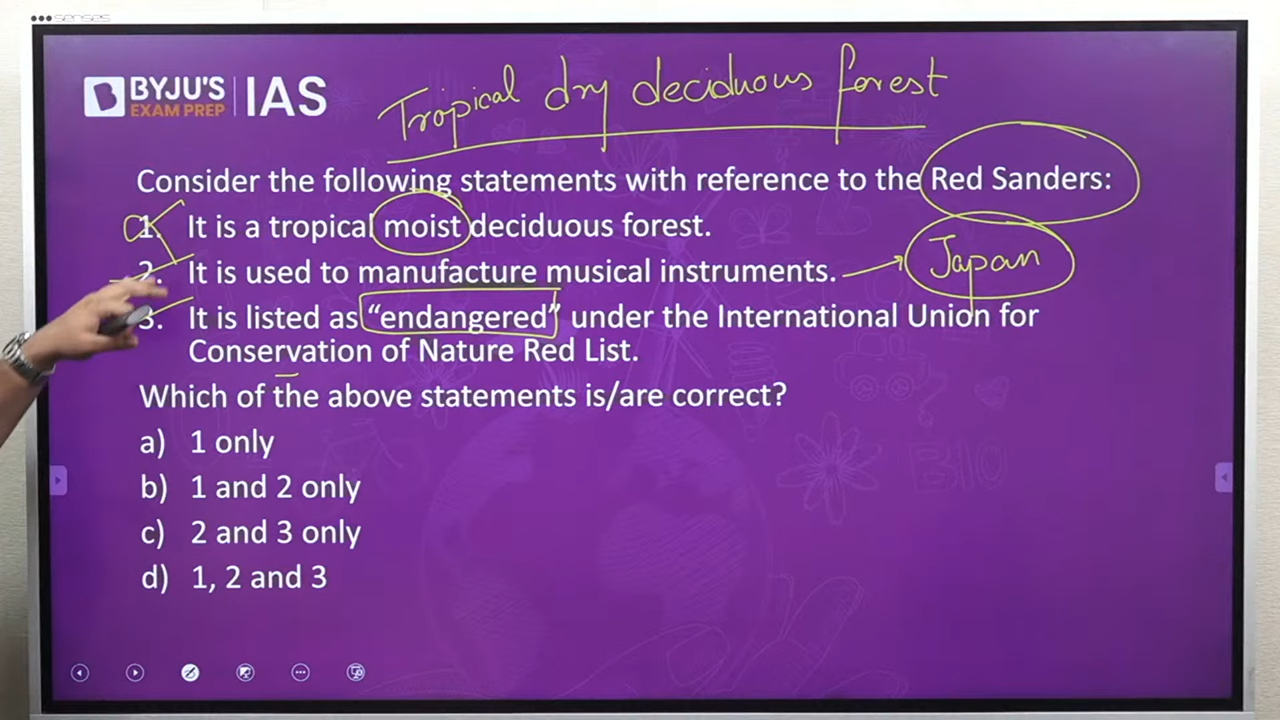 senses
BYJU'S
EXAM PREP
IAS
Tropical dry deciduous forest
Consider the following statements with reference to the Red Sanders:
1. It is a tropical moist deciduous forest.
2. It is used to manufacture musical instruments.
Japan
3. It is listed as “endangered” under the International Union for
Conservation of Nature Red List.
Which of the above statements is/are correct?
a) 1 only
b) 1 and 2 only
c) 2 and 3 only
d) 1, 2 and 3
BIO